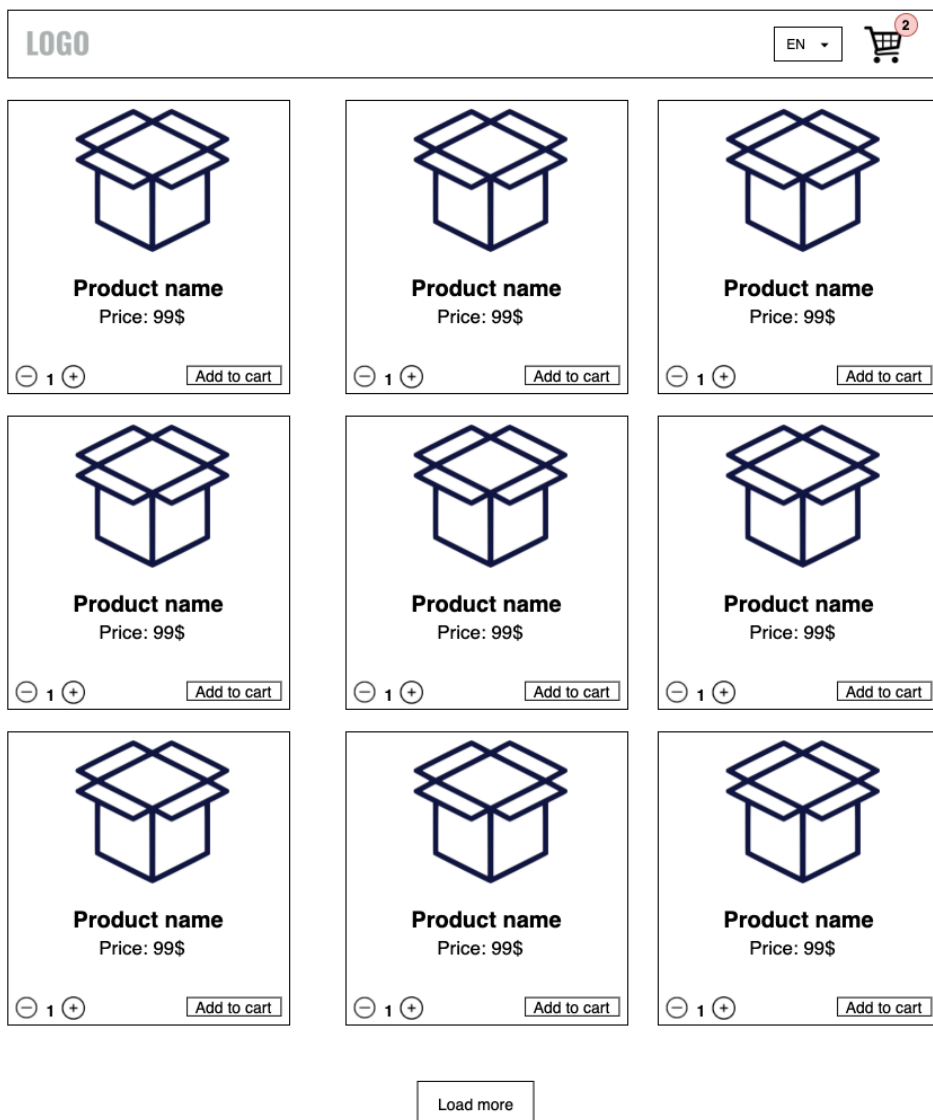 LOGO
EN
2
Product name
Price: 99$
1
Add to cart
Product name
Price: 99$
1
Add to cart
Product name
Price: 99$
1
Add to cart
Product name
Price: 99$
1
Add to cart
Product name
Price: 99$
1
Add to cart
Product name
Price: 99$
1
Add to cart
Product name
Price: 99$
1
Add to cart
Product name
Price: 99$
1
Add to cart
Product name
Price: 99$
1
Add to cart
Load more